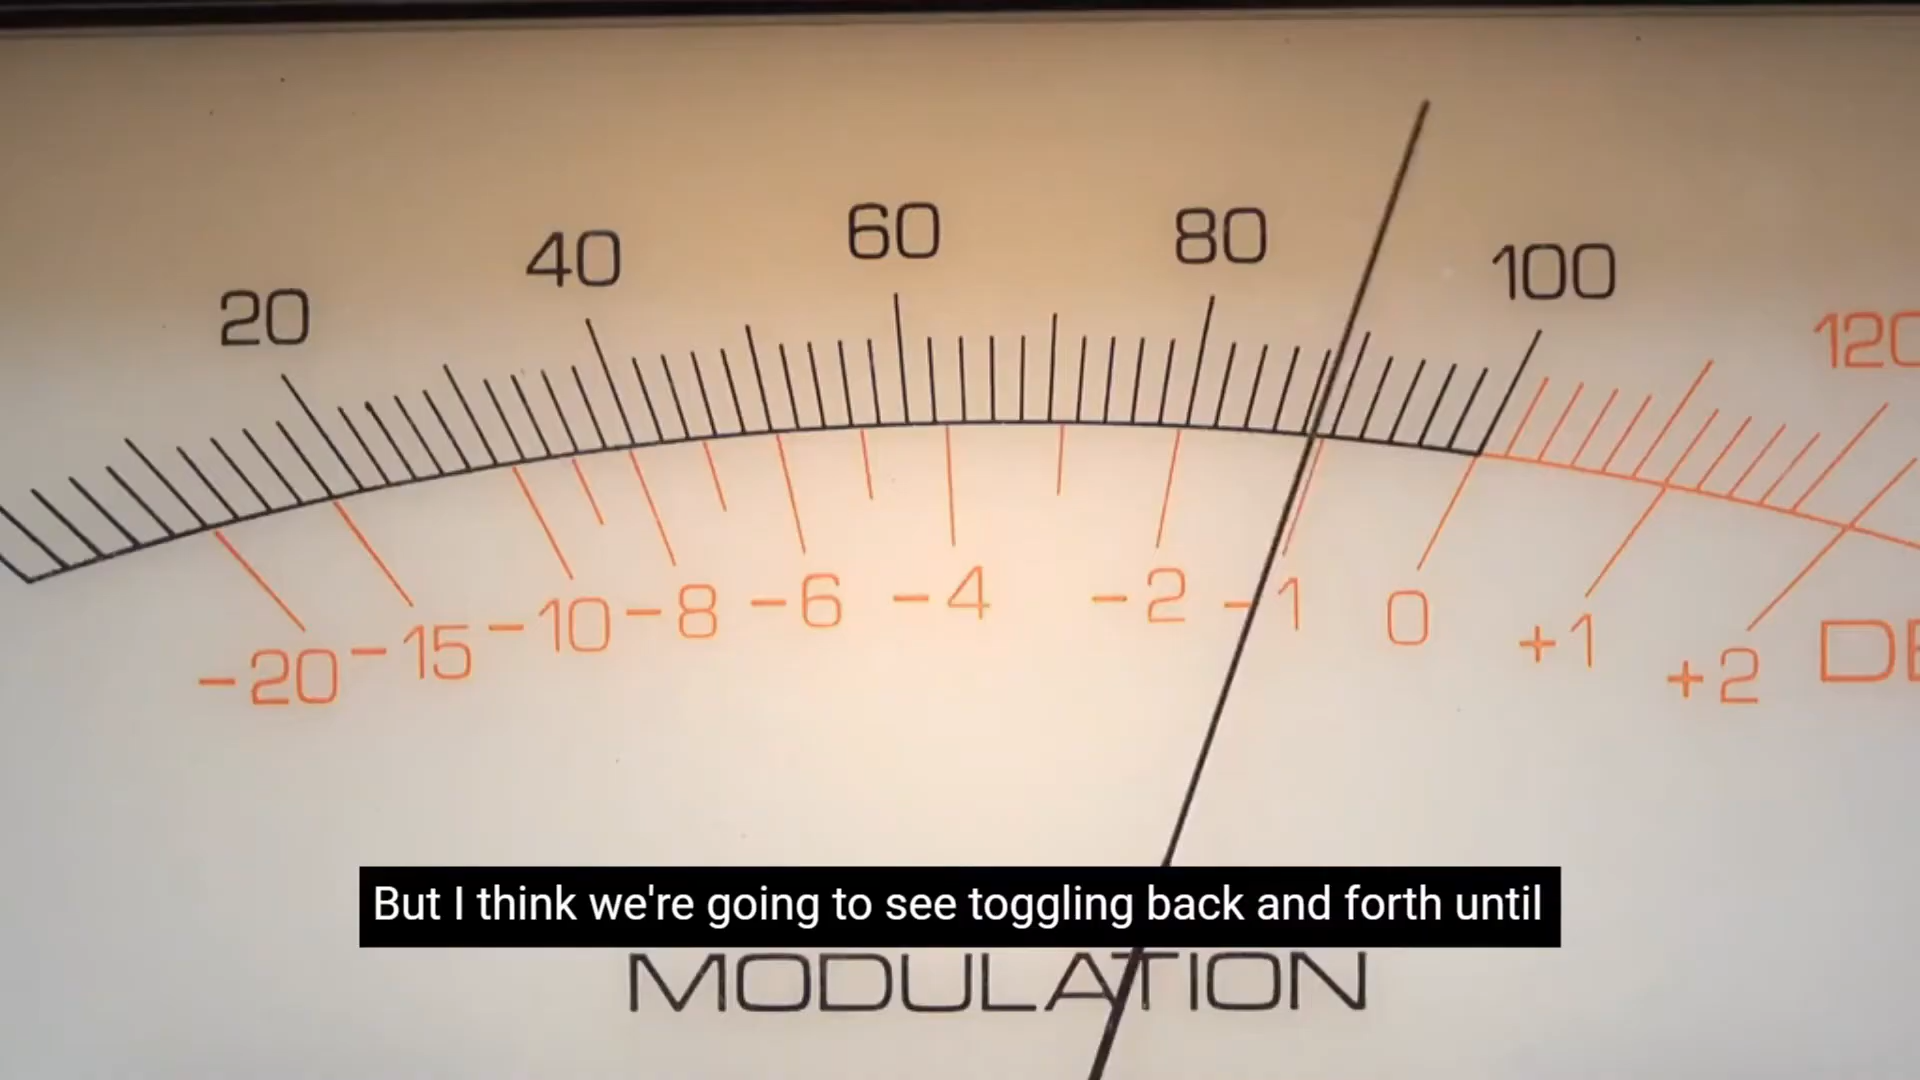 20 40 60 80 100 120
-20 -15 -10 -8 -6 -4 -2 -1 0 +1 +2
But I think we're going to see toggling back and forth until
MODULATION